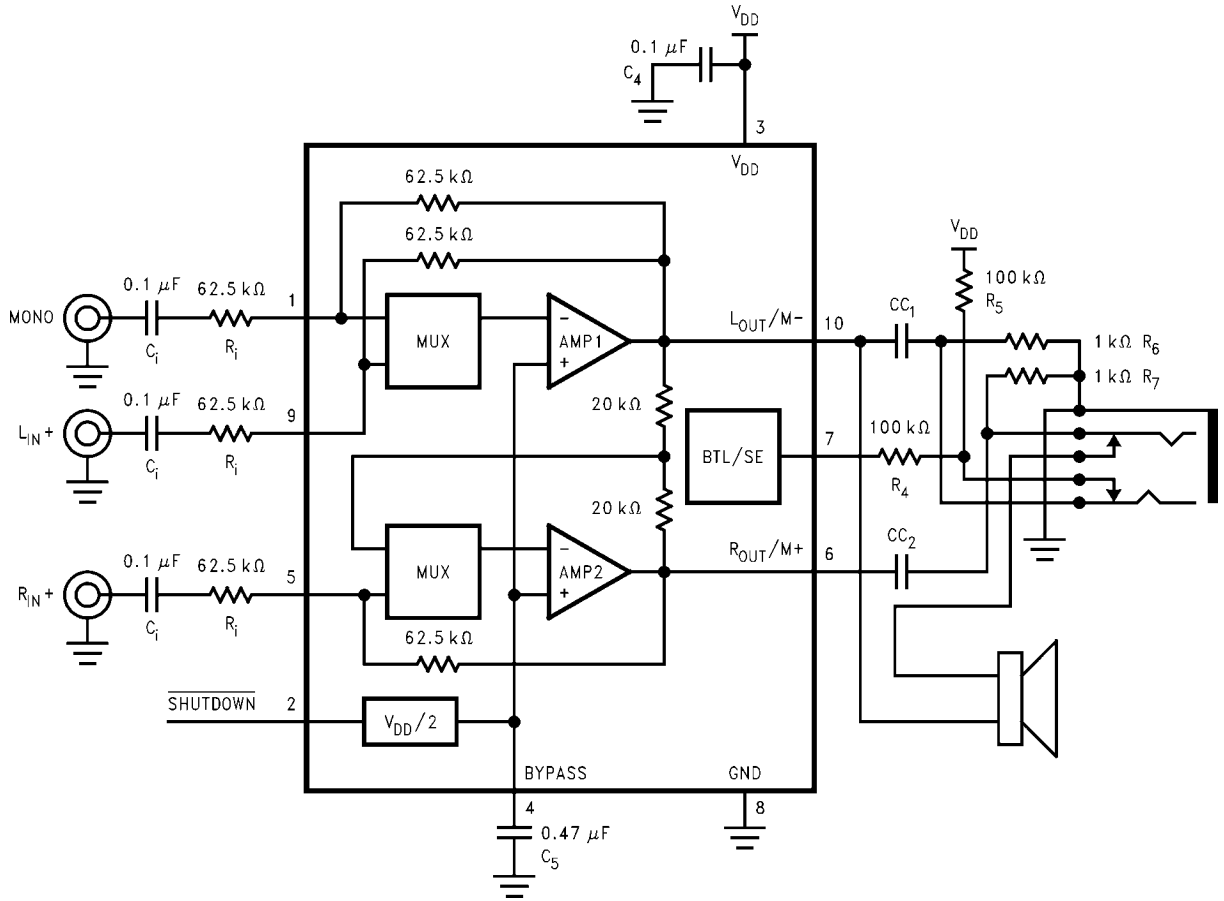 V_DD
0.1 µF
C_4
3
V_DD
62.5 kΩ
62.5 kΩ
V_DD
100 kΩ
R_5
0.1 µF
62.5 kΩ
1
MONO
C_i
R_i
MUX
−
AMP1
+
L_OUT/M−
10
CC_1
1 kΩ R_6
1 kΩ R_7
0.1 µF
62.5 kΩ
9
L_IN+
C_i
R_i
20 kΩ
BTL/SE
7
100 kΩ
R_4
20 kΩ
0.1 µF
62.5 kΩ
5
R_IN+
C_i
R_i
MUX
−
AMP2
+
R_OUT/M+
6
CC_2
62.5 kΩ
S̅H̅U̅T̅D̅O̅W̅N̅
2
V_DD/2
BYPASS
GND
4
8
0.47 µF
C_5